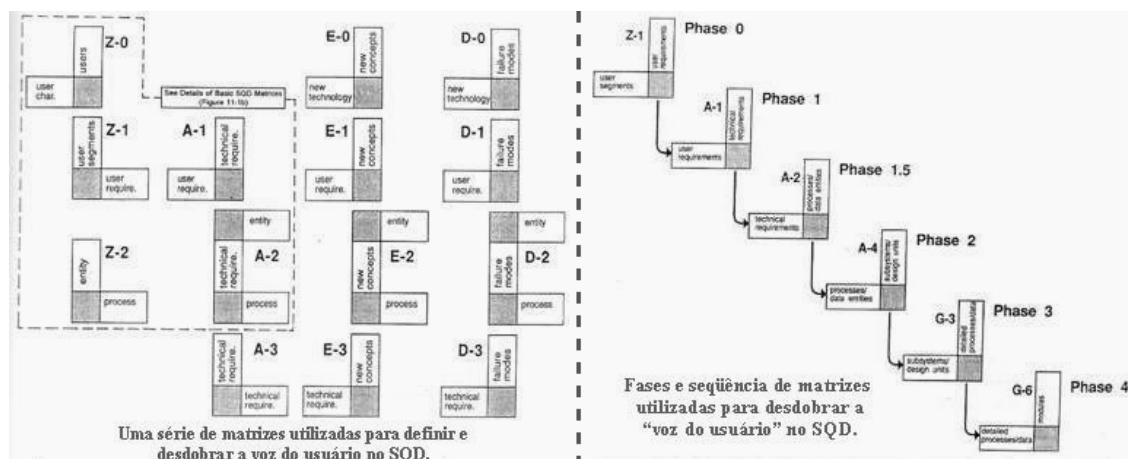 Z-0
users
user
char.
E-0
new concepts
new
technology
D-0
failure modes
new
technology
See Details of Basic SQD Matrices
(Figure 11-1b)
Z-1
user segments
user
require.
A-1
technical require.
user
require.
E-1
new concepts
user
require.
D-1
failure modes
user
require.
Z-2
entity
process
entity
A-2
technical require.
process
entity
E-2
new concepts
process
entity
D-2
failure modes
process
A-3
technical require.
technical
require.
E-3
new concepts
technical
require.
D-3
failure modes
technical
require.
Uma série de matrizes utilizadas para definir e
desdobrar a voz do usuário no SQD.
Z-1
user requirements
Phase 0
user
segments
A-1
technical requirements
Phase 1
user
requirements
A-2
processes/
data entities
Phase 1.5
technical
requirements
A-4
subsystems/
design units
Phase 2
processes/
data entities
G-3
detailed
processes/data
Phase 3
subsystems/
design units
G-6
modules
Phase 4
detailed
processes/data
Fases e seqüência de matrizes
utilizadas para desdobrar a
“voz do usuário” no SQD.